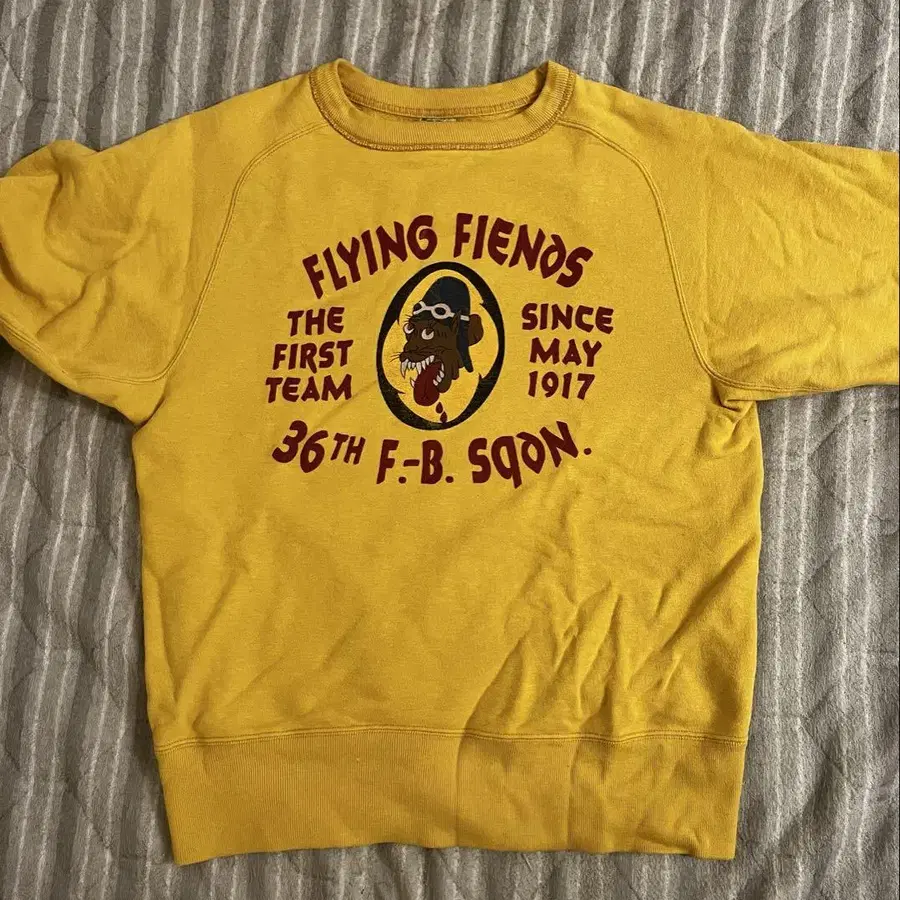 FLYING FIENDS
THE
FIRST
TEAM
SINCE
MAY
1917
36TH F.-B. SQDN.